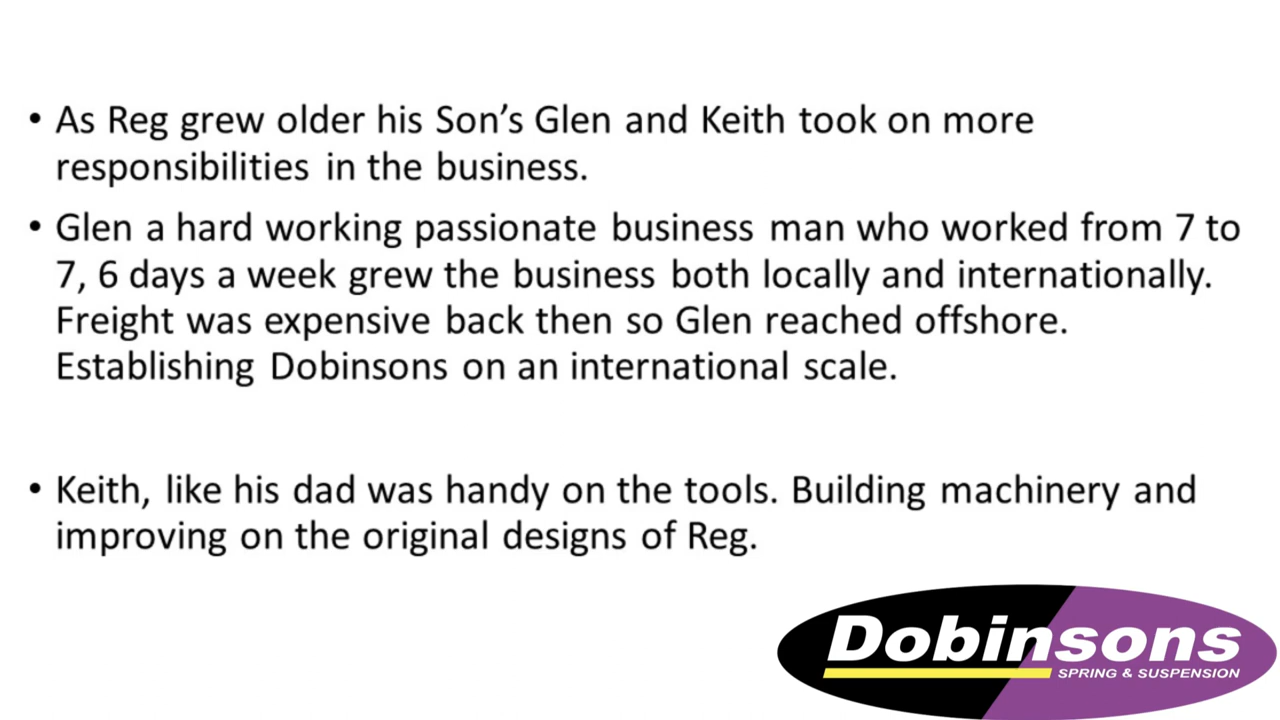 • As Reg grew older his Son’s Glen and Keith took on more
responsibilities in the business.
• Glen a hard working passionate business man who worked from 7 to
7, 6 days a week grew the business both locally and internationally.
Freight was expensive back then so Glen reached offshore.
Establishing Dobinsons on an international scale.
• Keith, like his dad was handy on the tools. Building machinery and
improving on the original designs of Reg.
Dobinsons
SPRING & SUSPENSION